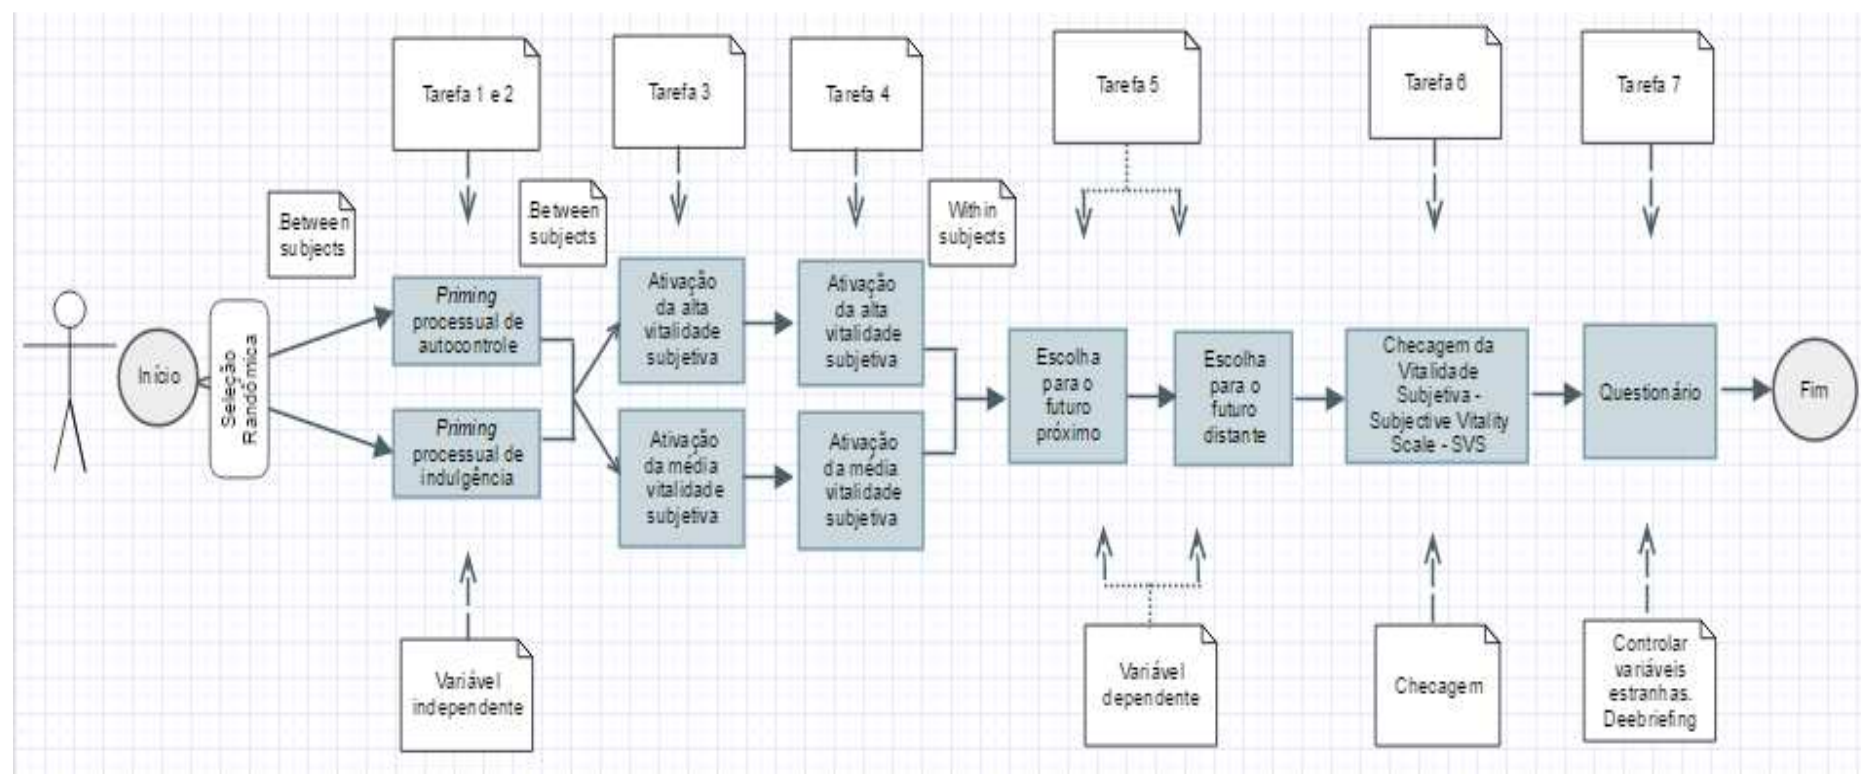 Tarefa 1 e 2
Tarefa 3
Tarefa 4
Tarefa 5
Tarefa 6
Tarefa 7
.Between
subjects
.Between
subjects
Within
subjects
Início
Seleção
Randômica
Priming
processual de
autocontrole
Priming
processual de
indulgência
Ativação
da alta
vitalidade
subjetiva
Ativação
da média
vitalidade
subjetiva
Ativação
da alta
vitalidade
subjetiva
Ativação
da média
vitalidade
subjetiva
Escolha
para o
futuro
próximo
Escolha
para o
futuro
distante
Checagem da
Vitalidade
Subjetiva -
Subjective Vitality
Scale - SVS
Questionário
Fim
Variável
independente
Variável
dependente
Checagem
Controlar
variáveis
estranhas.
Deebriefing